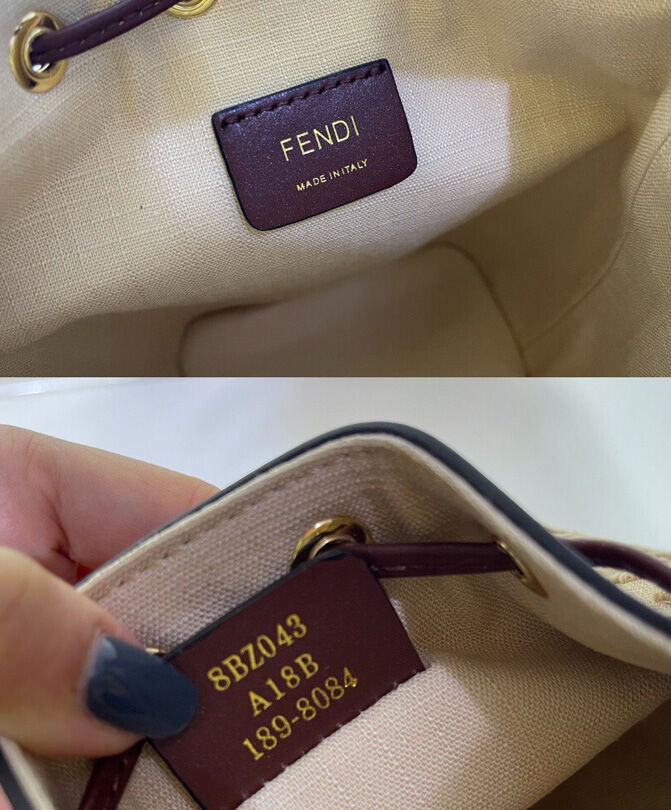 FENDI
MADE IN ITALY
8BZ043
A18B
189-8084